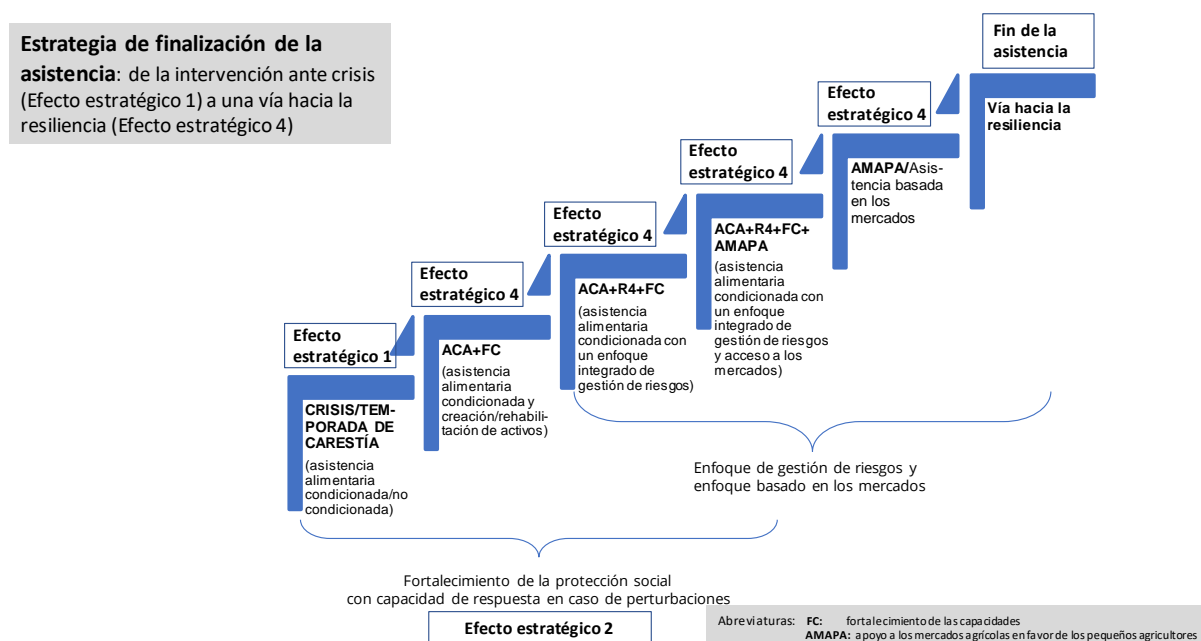 Estrategia de finalización de la
asistencia: de la intervención ante crisis
(Efecto estratégico 1) a una vía hacia la
resiliencia (Efecto estratégico 4)
Efecto
estratégico 1
CRISIS/TEM-
PORADA DE
CARESTÍA
(asistencia
alimentaria
condicionada/no
condicionada)
Efecto
estratégico 4
ACA+FC
(asistencia
alimentaria
condicionada y
creación/rehabili-
tación de activos)
Efecto
estratégico 4
ACA+R4+FC
(asistencia
alimentaria
condicionada con
un enfoque
integrado de
gestión de riesgos)
Efecto
estratégico 4
ACA+R4+FC+
AMAPA
(asistencia
alimentaria
condicionada con
un enfoque
integrado de
gestión de riesgos
y acceso a los
mercados)
Efecto
estratégico 4
AMAPA/Asis-
tencia basada
en los
mercados
Fin de la
asistencia
Vía hacia la
resiliencia
Enfoque de gestión de riesgos y
enfoque basado en los mercados
Fortalecimiento de la protección social
con capacidad de respuesta en caso de perturbaciones
Efecto estratégico 2
Abreviaturas: FC: fortalecimiento de las capacidades
AMAPA: apoyo a los mercados agrícolas en favor de los pequeños agricultores